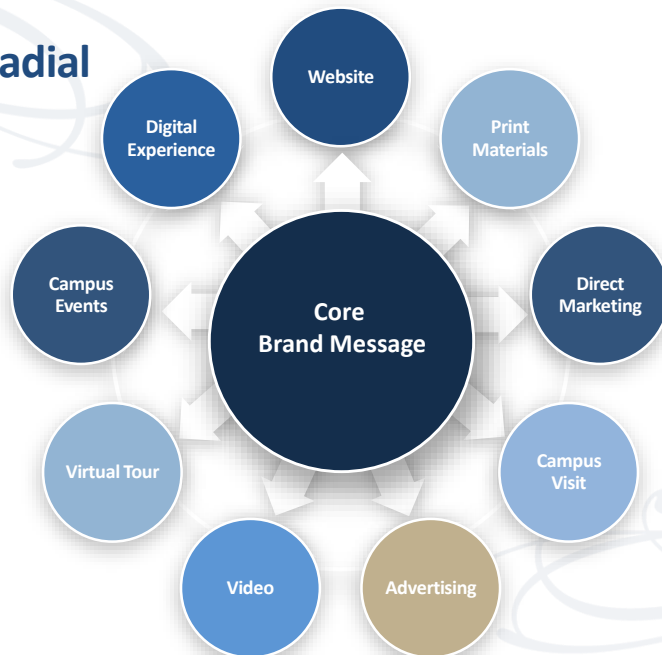 adial
Website
Print
Materials
Direct
Marketing
Campus
Visit
Advertising
Video
Virtual Tour
Campus
Events
Digital
Experience
Core
Brand Message